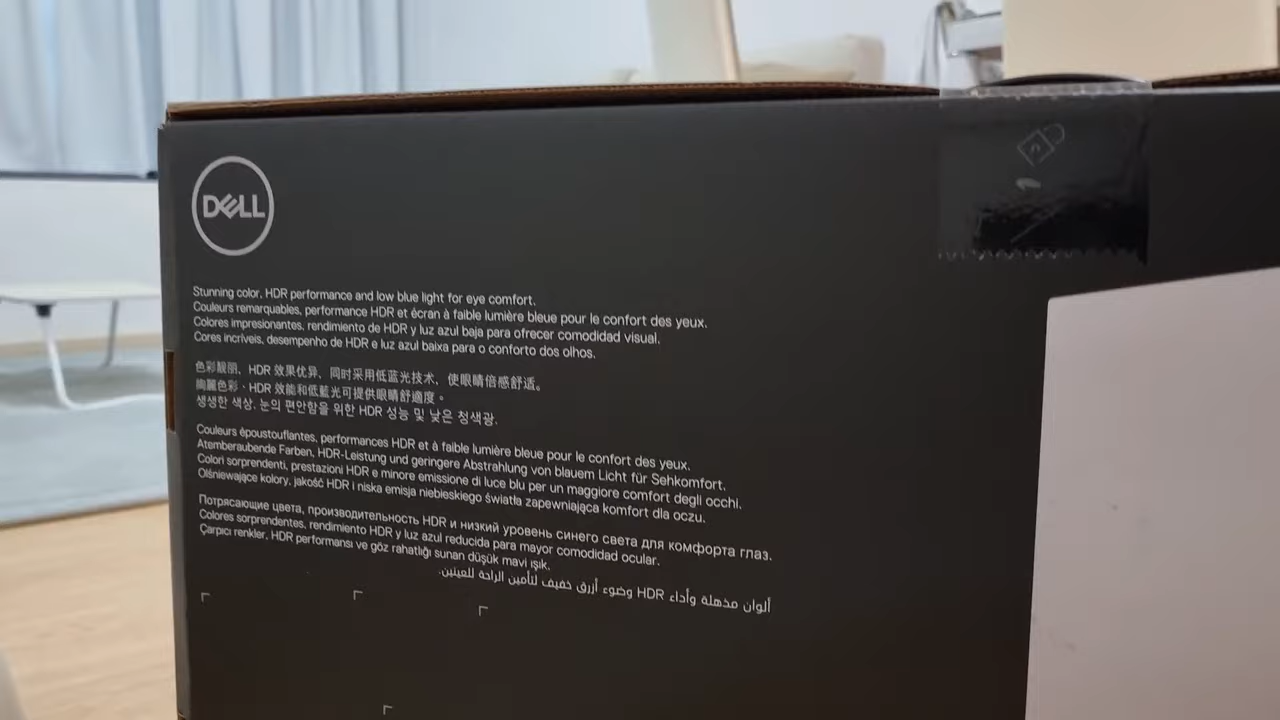 DELL
Stunning color, HDR performance and low blue light for eye comfort.
Couleurs remarquables, performance HDR et écran à faible lumière bleue pour le confort des yeux.
Colores impresionantes, rendimiento de HDR y luz azul baja para ofrecer comodidad visual.
Cores incríveis, desempenho de HDR e luz azul baixa para o conforto dos olhos.
色彩靓丽，HDR 效果优异，同时采用低蓝光技术，使眼睛倍感舒适。
絢麗色彩，HDR 效能和低藍光可提供眼睛舒適度。
생생한 색상, 눈의 편안함을 위한 HDR 성능 및 낮은 청색광.
Couleurs époustouflantes, performances HDR et à faible lumière bleue pour le confort des yeux.
Atemberaubende Farben, HDR-Leistung und geringere Abstrahlung von blauem Licht für Sehkomfort.
Colori sorprendenti, prestazioni HDR e minore emissione di luce blu per un maggiore comfort degli occhi.
Olśniewające kolory, jakość HDR i niska emisja niebieskiego światła zapewniająca komfort dla oczu.
Потрясающие цвета, производительность HDR и низкий уровень синего света для комфорта глаз.
Colores sorprendentes, rendimiento HDR y luz azul reducida para mayor comodidad ocular.
Çarpıcı renkler, HDR performansı ve göz rahatlığı sunan düşük mavi ışık.
ألوان مذهلة وأداء HDR وضوء أزرق خفيف لتأمين الراحة للعينين.